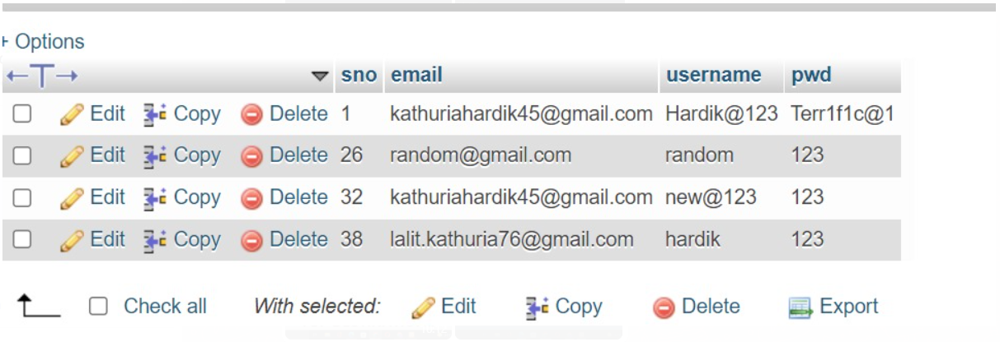 + Options
←T→ ▼ sno email username pwd
Edit Copy Delete 1 kathuriahardik45@gmail.com Hardik@123 Terr1f1c@1
Edit Copy Delete 26 random@gmail.com random 123
Edit Copy Delete 32 kathuriahardik45@gmail.com new@123 123
Edit Copy Delete 38 lalit.kathuria76@gmail.com hardik 123
Check all With selected: Edit Copy Delete Export